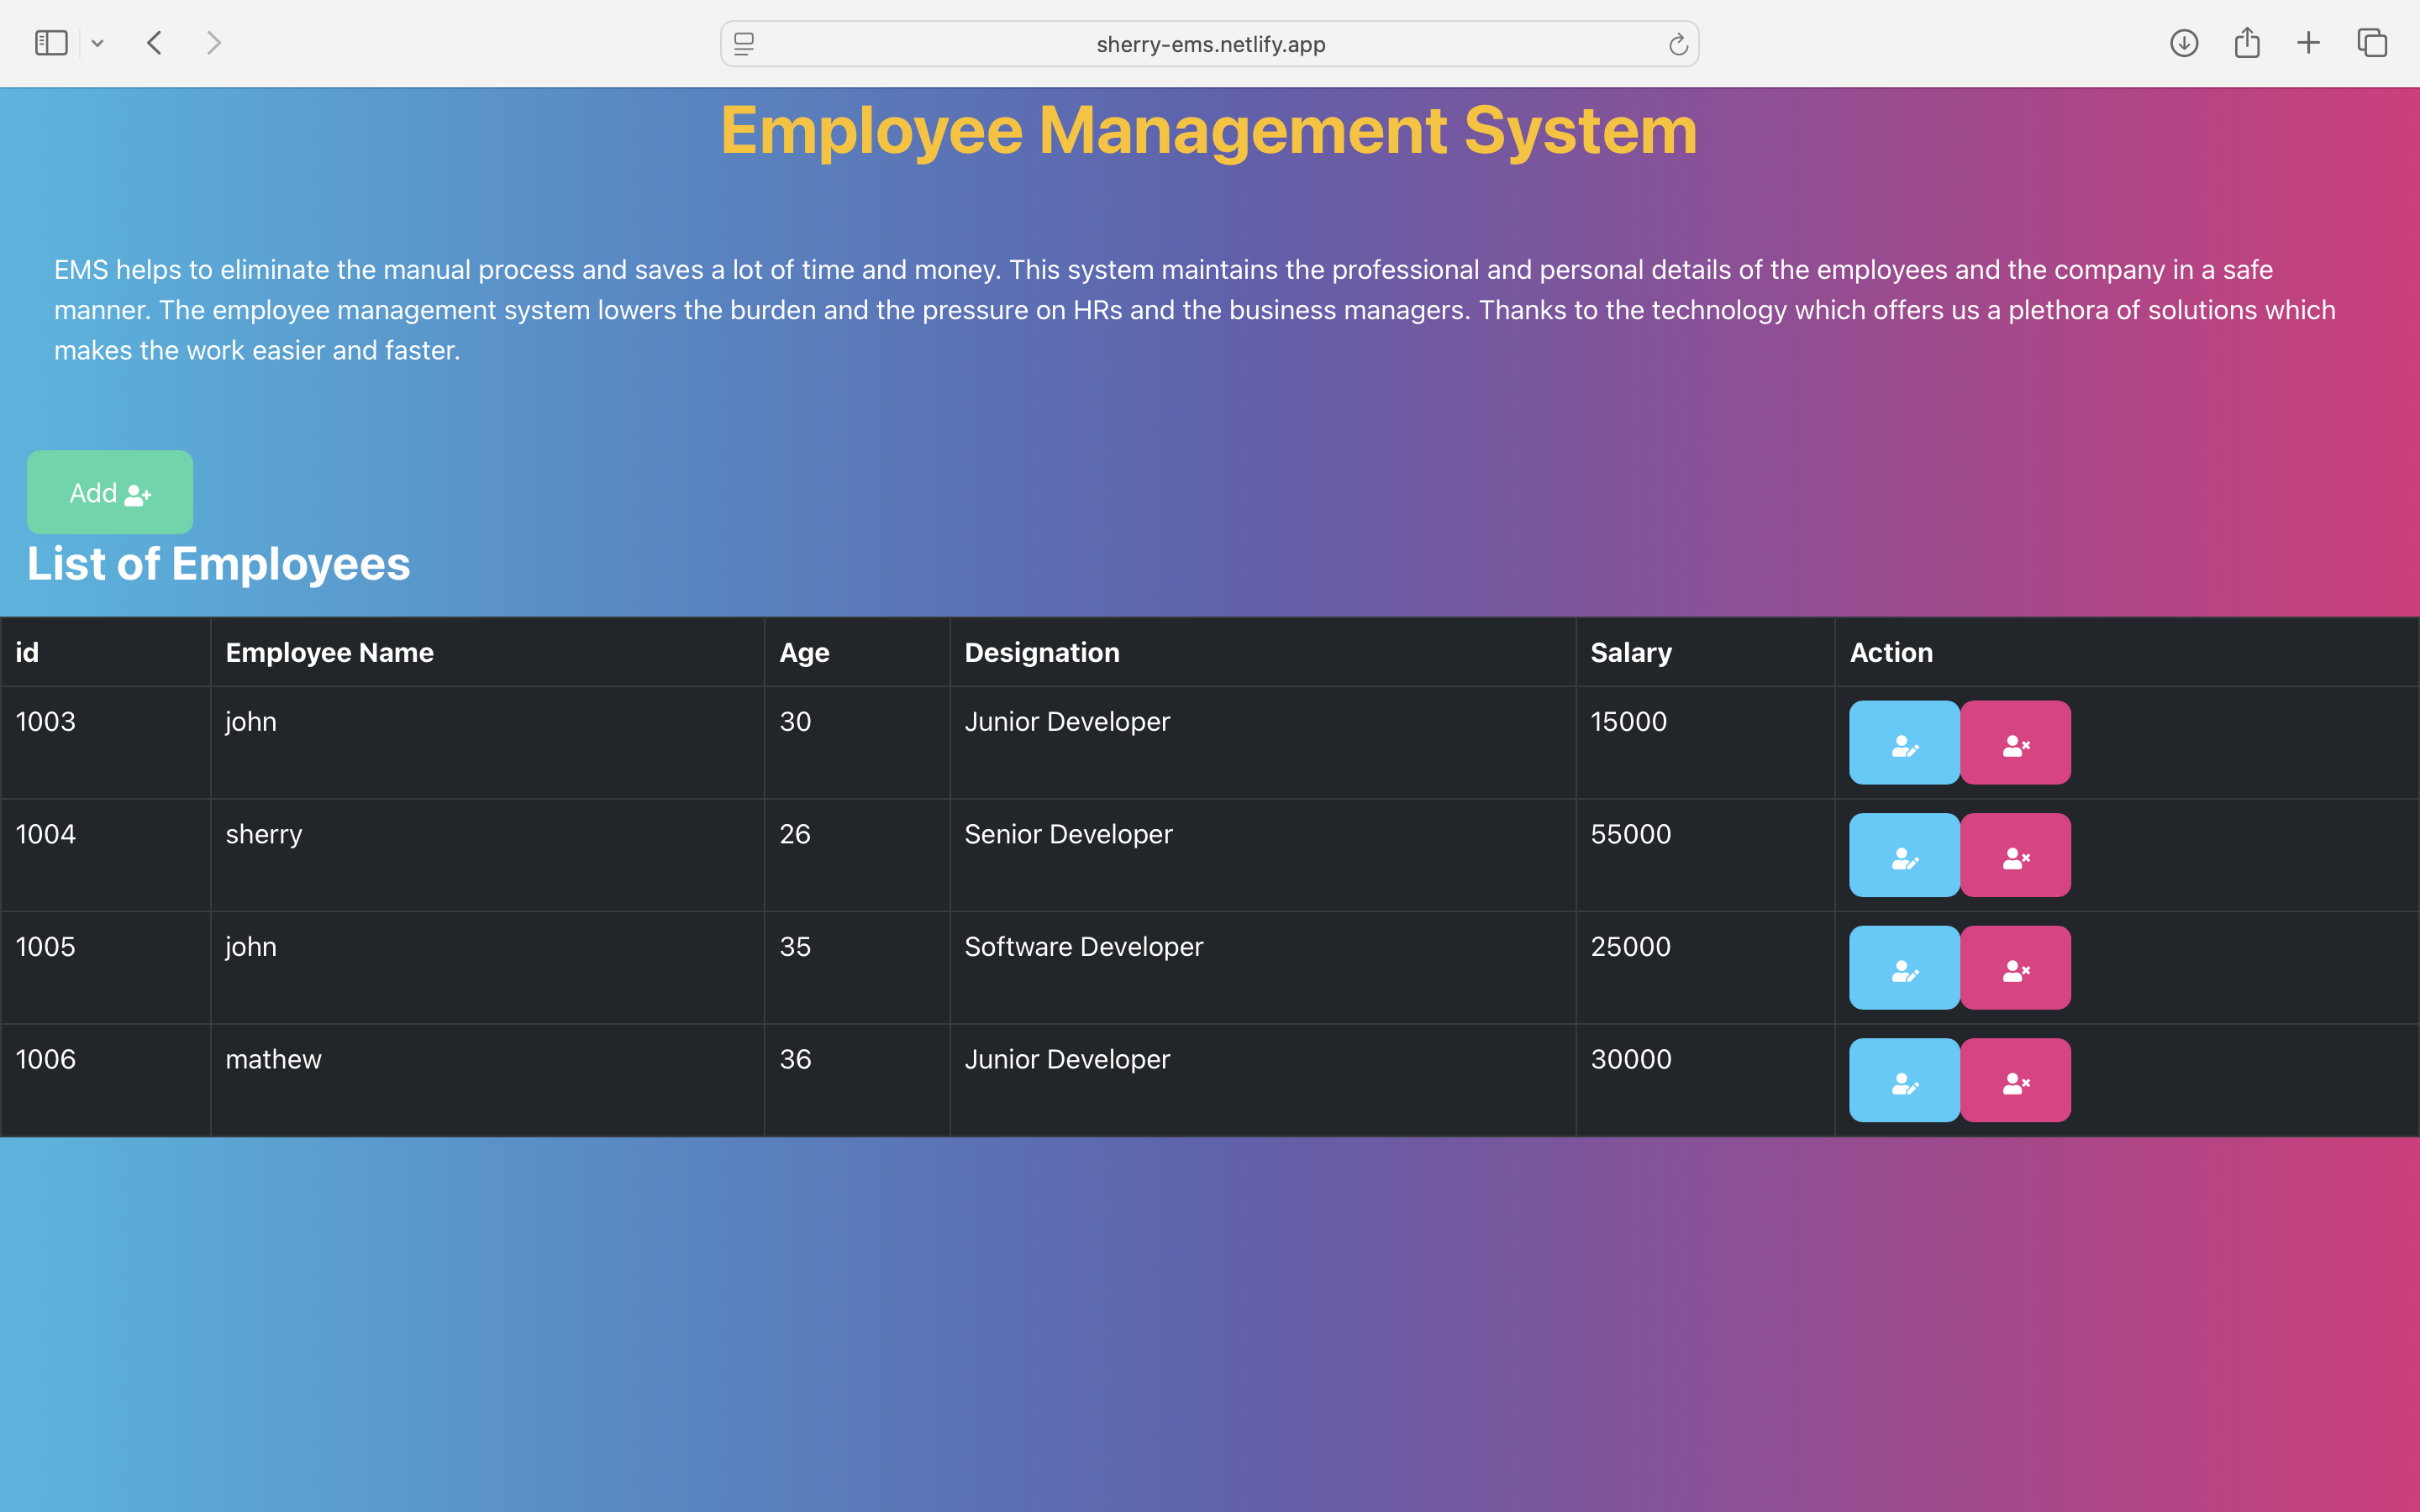 sherry-ems.netlify.app
Employee Management System
EMS helps to eliminate the manual process and saves a lot of time and money. This system maintains the professional and personal details of the employees and the company in a safe
manner. The employee management system lowers the burden and the pressure on HRs and the business managers. Thanks to the technology which offers us a plethora of solutions which
makes the work easier and faster.
Add
List of Employees
id Employee Name Age Designation Salary Action
1003 john 30 Junior Developer 15000
1004 sherry 26 Senior Developer 55000
1005 john 35 Software Developer 25000
1006 mathew 36 Junior Developer 30000